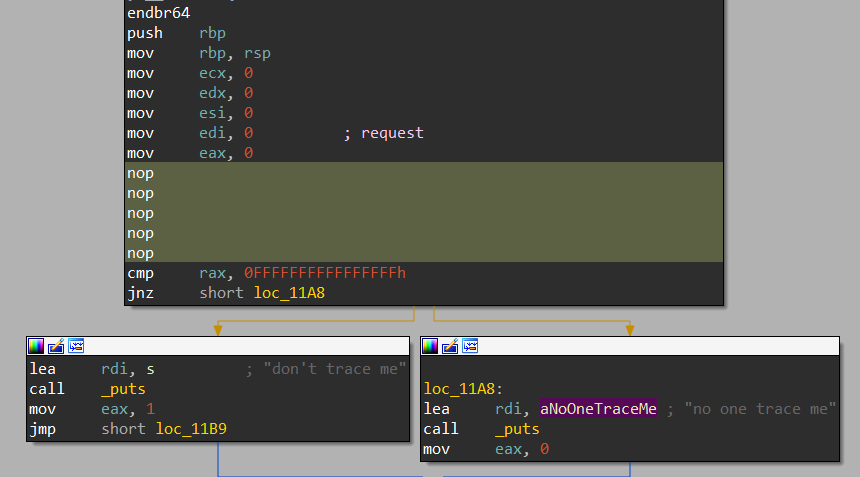 endbr64
push rbp
mov rbp, rsp
mov ecx, 0
mov edx, 0
mov esi, 0
mov edi, 0 ; request
mov eax, 0
nop
nop
nop
nop
nop
cmp rax, 0FFFFFFFFFFFFFFFFh
jnz short loc_11A8
lea rdi, s ; "don't trace me"
call _puts
mov eax, 1
jmp short loc_11B9
loc_11A8:
lea rdi, aNoOneTraceMe ; "no one trace me"
call _puts
mov eax, 0